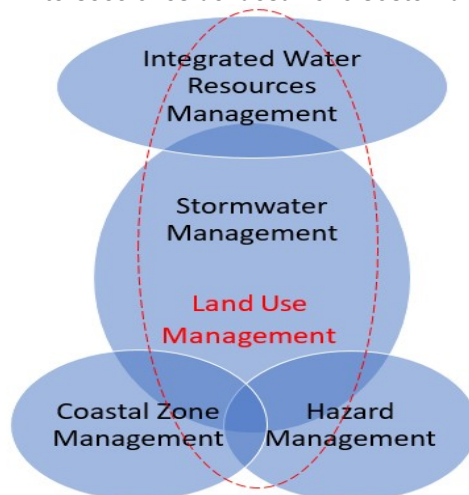 Integrated Water
Resources
Management
Stormwater
Management
Land Use
Management
Coastal Zone
Management
Hazard
Management